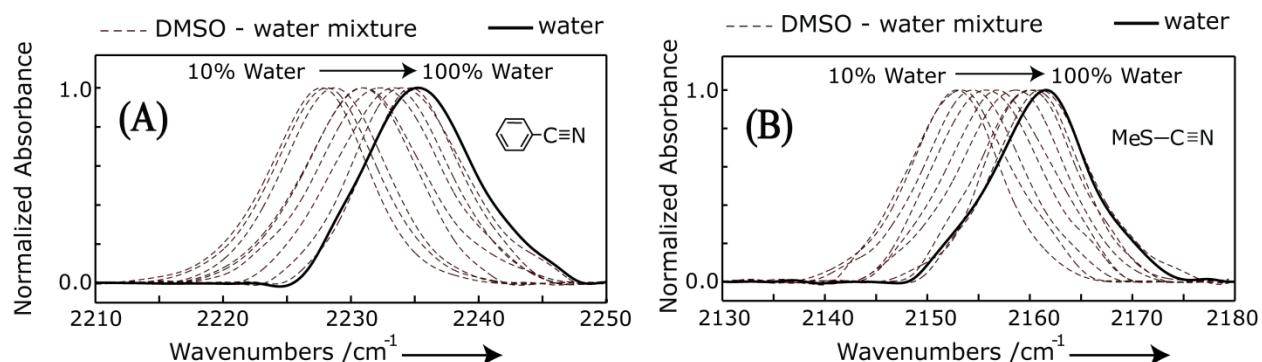 DMSO - water mixture water
10% Water 100% Water
1.0
(A)
C≡N
0.0
2210 2220 2230 2240 2250
Normalized Absorbance
Wavenumbers /cm-1
DMSO - water mixture water
10% Water 100% Water
1.0
(B)
MeS-C≡N
0.0
2130 2140 2150 2160 2170 2180
Normalized Absorbance
Wavenumbers /cm-1